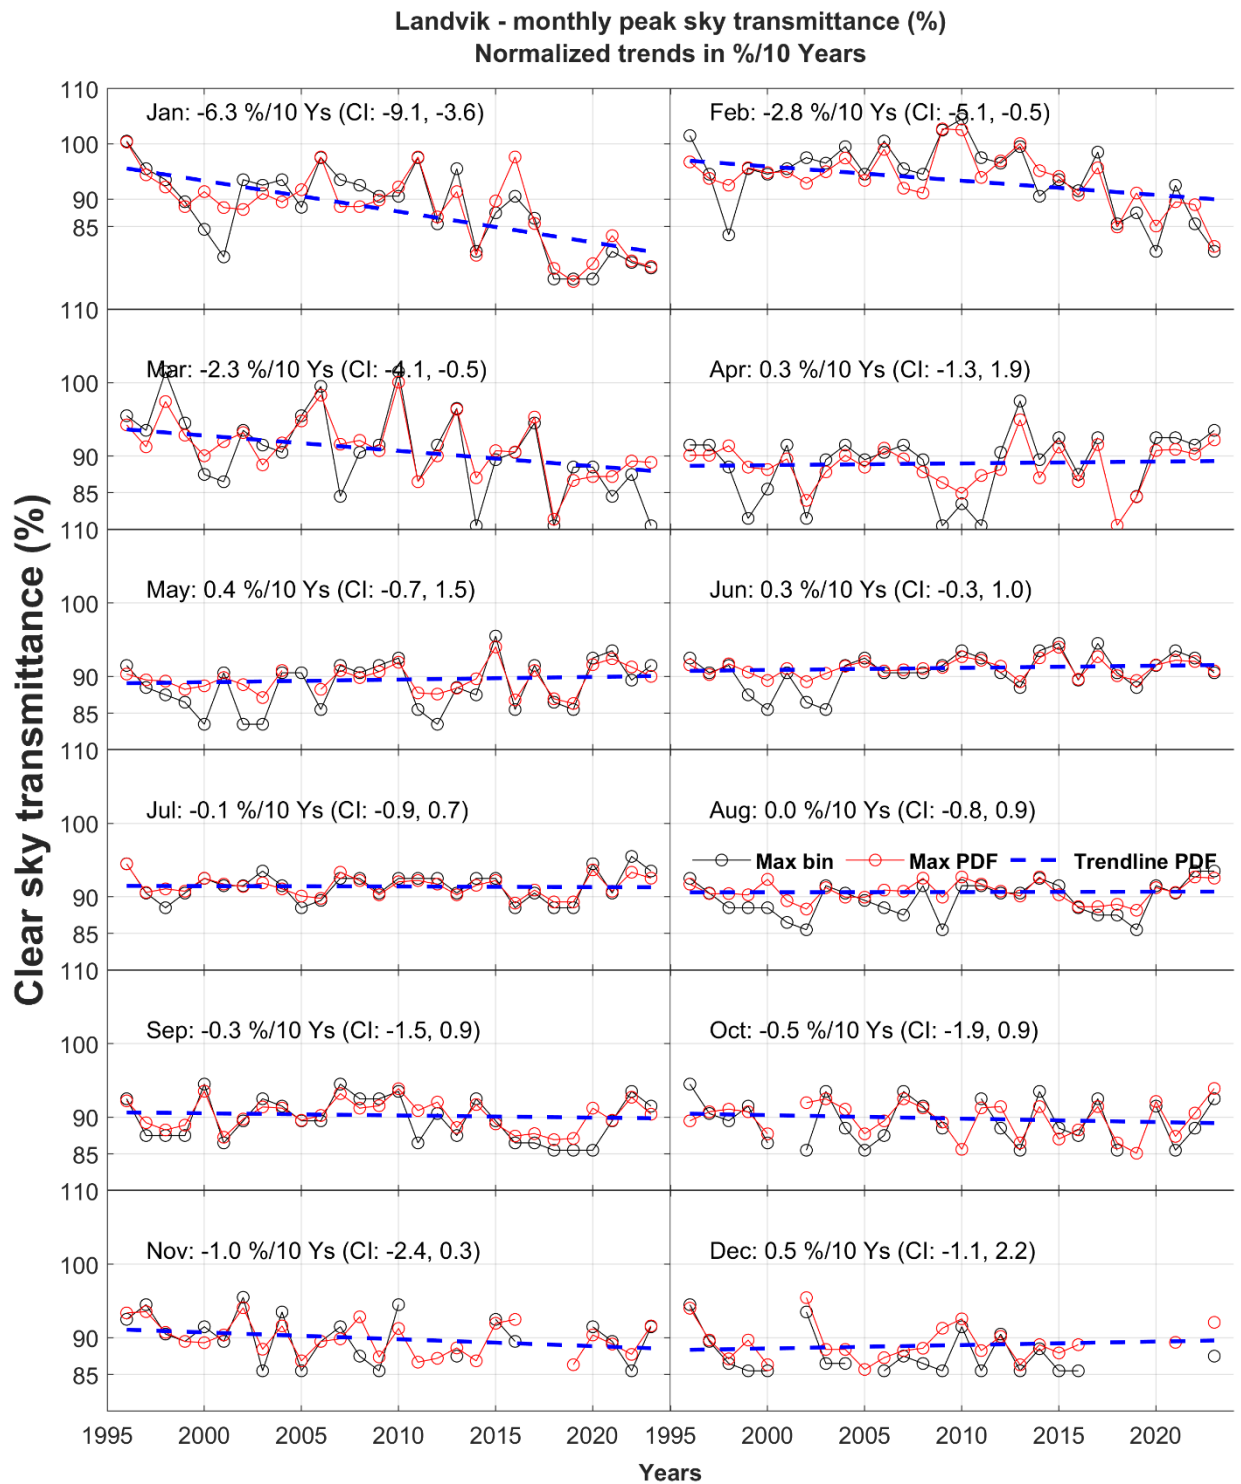 Landvik - monthly peak sky transmittance (%)
Normalized trends in %/10 Years
Clear sky transmittance (%)
110
100
90
85
Jan: -6.3 %/10 Ys (CI: -9.1, -3.6)
Feb: -2.8 %/10 Ys (CI: -5.1, -0.5)
110
100
90
85
Mar: -2.3 %/10 Ys (CI: -4.1, -0.5)
Apr: 0.3 %/10 Ys (CI: -1.3, 1.9)
110
100
90
85
May: 0.4 %/10 Ys (CI: -0.7, 1.5)
Jun: 0.3 %/10 Ys (CI: -0.3, 1.0)
110
100
90
85
Jul: -0.1 %/10 Ys (CI: -0.9, 0.7)
Aug: 0.0 %/10 Ys (CI: -0.8, 0.9)
Max bin Max PDF Trendline PDF
110
100
90
85
Sep: -0.3 %/10 Ys (CI: -1.5, 0.9)
Oct: -0.5 %/10 Ys (CI: -1.9, 0.9)
110
100
90
85
Nov: -1.0 %/10 Ys (CI: -2.4, 0.3)
Dec: 0.5 %/10 Ys (CI: -1.1, 2.2)
1995 2000 2005 2010 2015 2020 1995 2000 2005 2010 2015 2020
Years